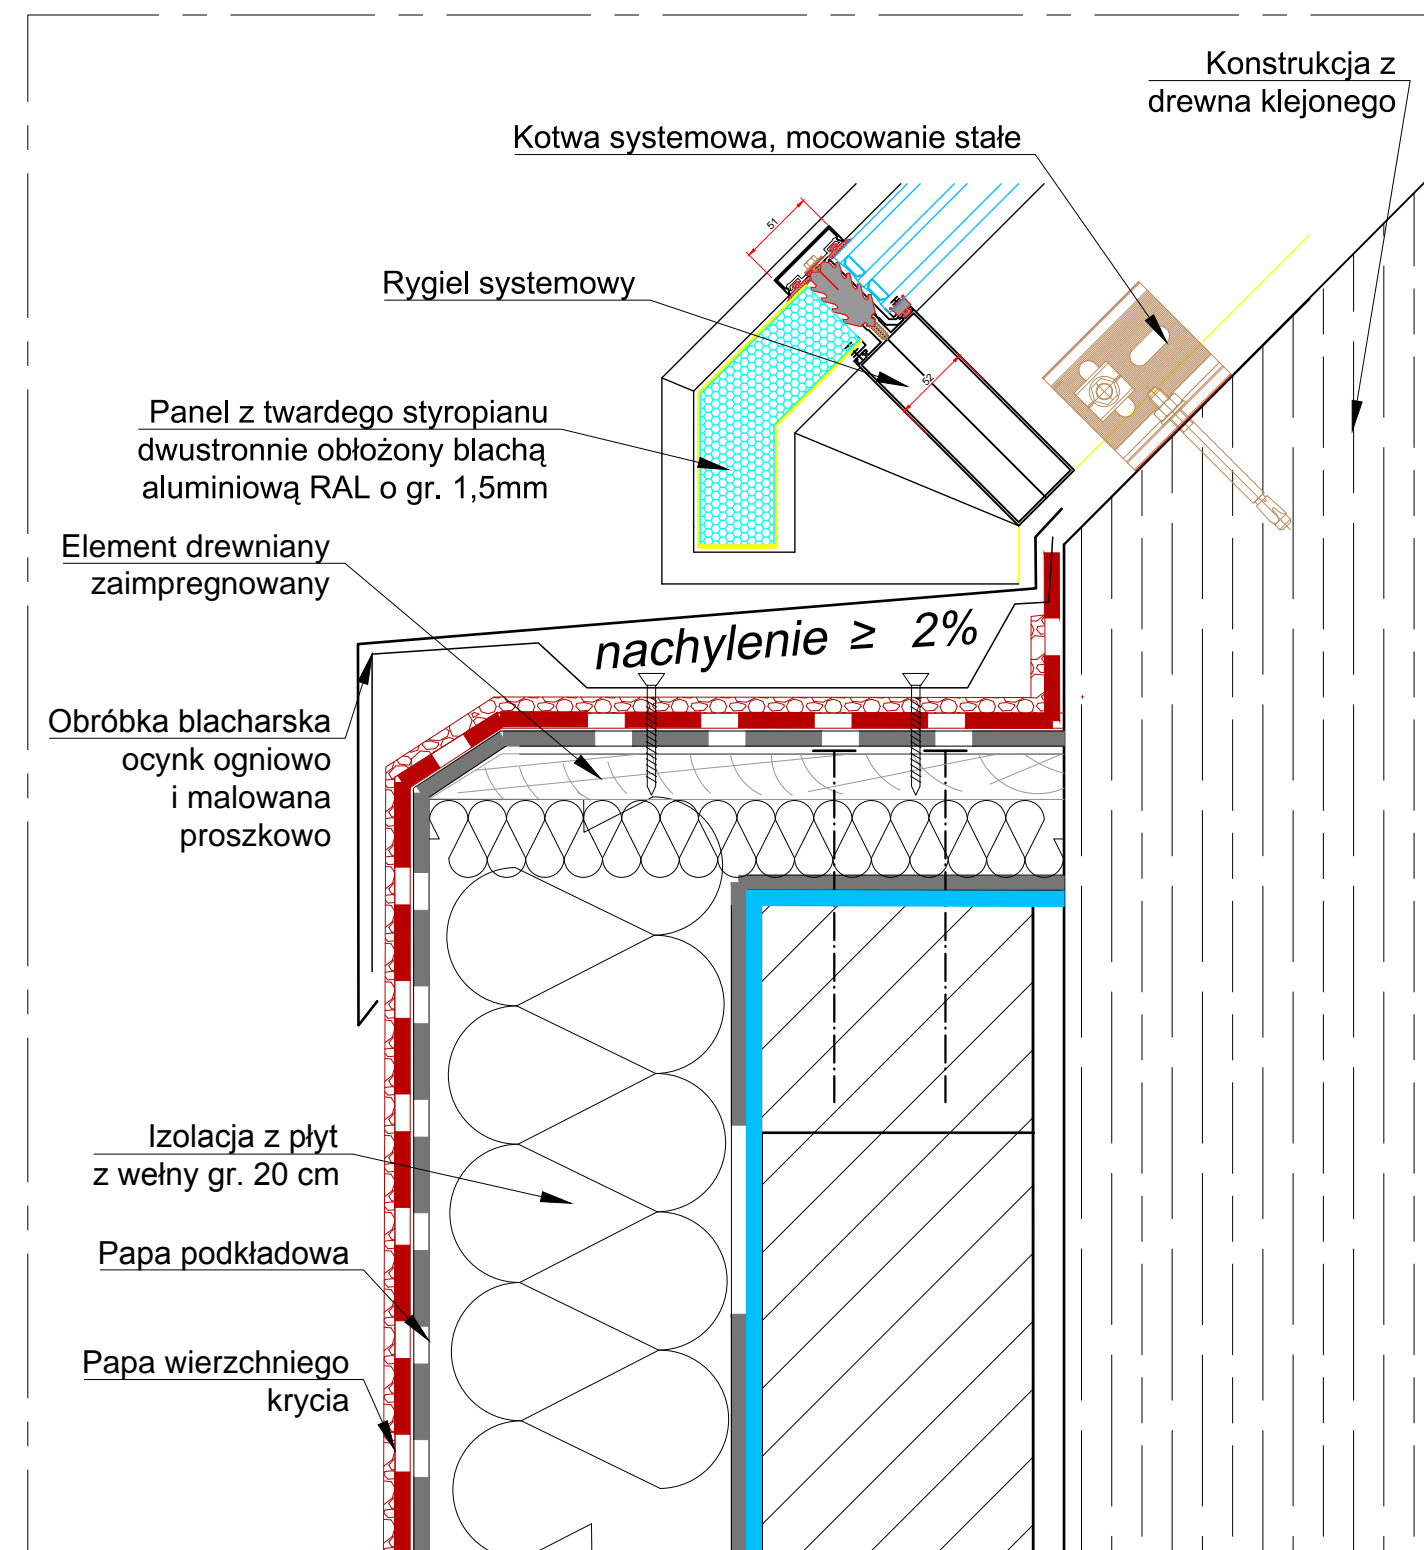 Konstrukcja z
drewna klejonego
Kotwa systemowa, mocowanie stałe
51
Rygiel systemowy
52
Panel z twardego styropianu
dwustronnie obłożony blachą
aluminiową RAL o gr. 1,5mm
Element drewniany
zaimpregnowany
nachylenie ≥ 2%
Obróbka blacharska
ocynk ogniowo
i malowana
proszkowo
Izolacja z płyt
z wełny gr. 20 cm
Papa podkładowa
Papa wierzchniego
krycia